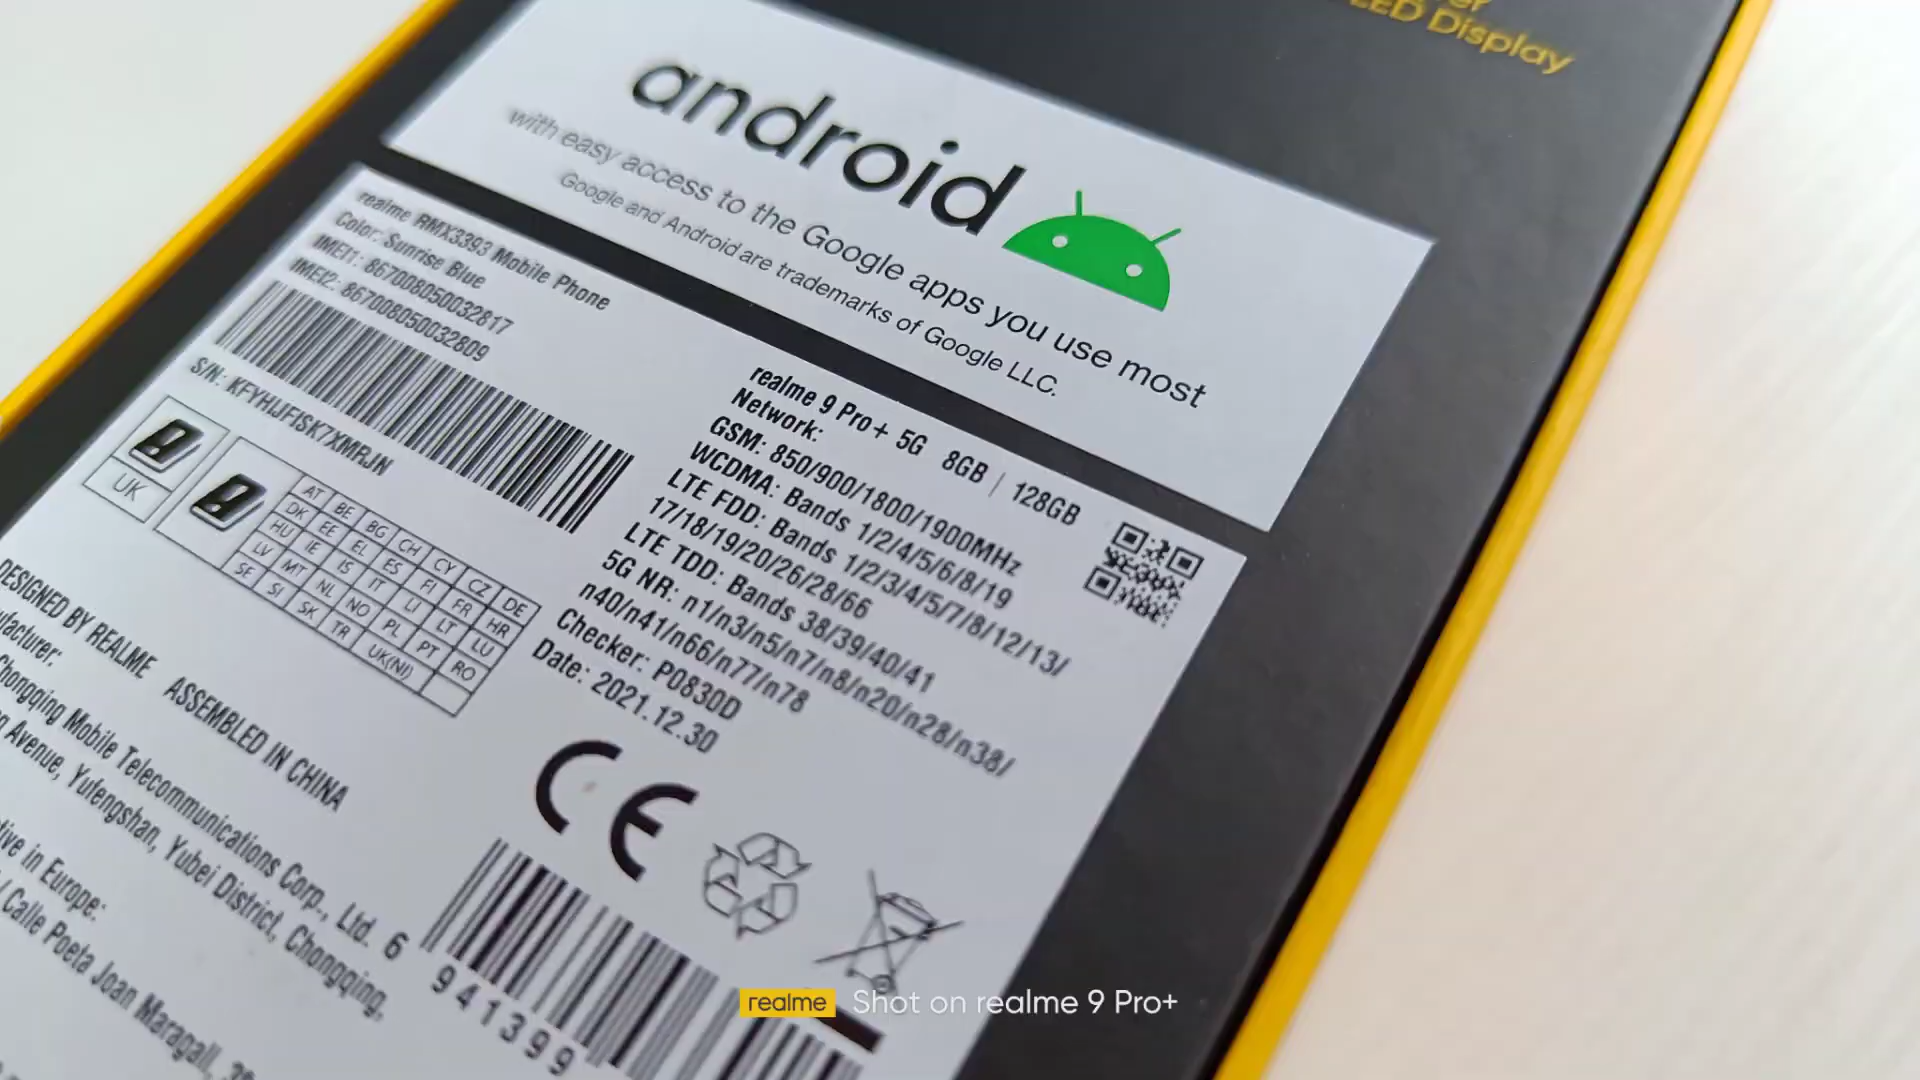 LED Display
android
with easy access to the Google apps you use most
Google and Android are trademarks of Google LLC.
realme RMX3393 Mobile Phone
Color: Sunrise Blue
IMEI1: 867008050032817
IMEI2: 867008050032809
S/N: KFYHIJFISK7XMRJN
UK
AT BE BG CH CY CZ DE
DK EE EL ES FI FR HR
HU IE IS IT LI LT LU
LV MT NL NO PL PT RO
SE SI SK TR UK(NI)
realme 9 Pro+ 5G 8GB | 128GB
Network:
GSM: 850/900/1800/1900MHz
WCDMA: Bands 1/2/4/5/6/8/19
LTE FDD: Bands 1/2/3/4/5/7/8/12/13/
17/18/19/20/26/28/66
LTE TDD: Bands 38/39/40/41
5G NR: n1/n3/n5/n7/n8/n20/n28/n38/
n40/n41/n66/n77/n78
Checker: P0830D
Date: 2021.12.30
DESIGNED BY REALME ASSEMBLED IN CHINA
Chongqing Mobile Telecommunications Corp., Ltd.
Avenue, Yufengshan, Yubei District, Chongqing,
in Europe:
/ Calle Poeta Joan Maragall,
CE
6 941399
realme Shot on realme 9 Pro+